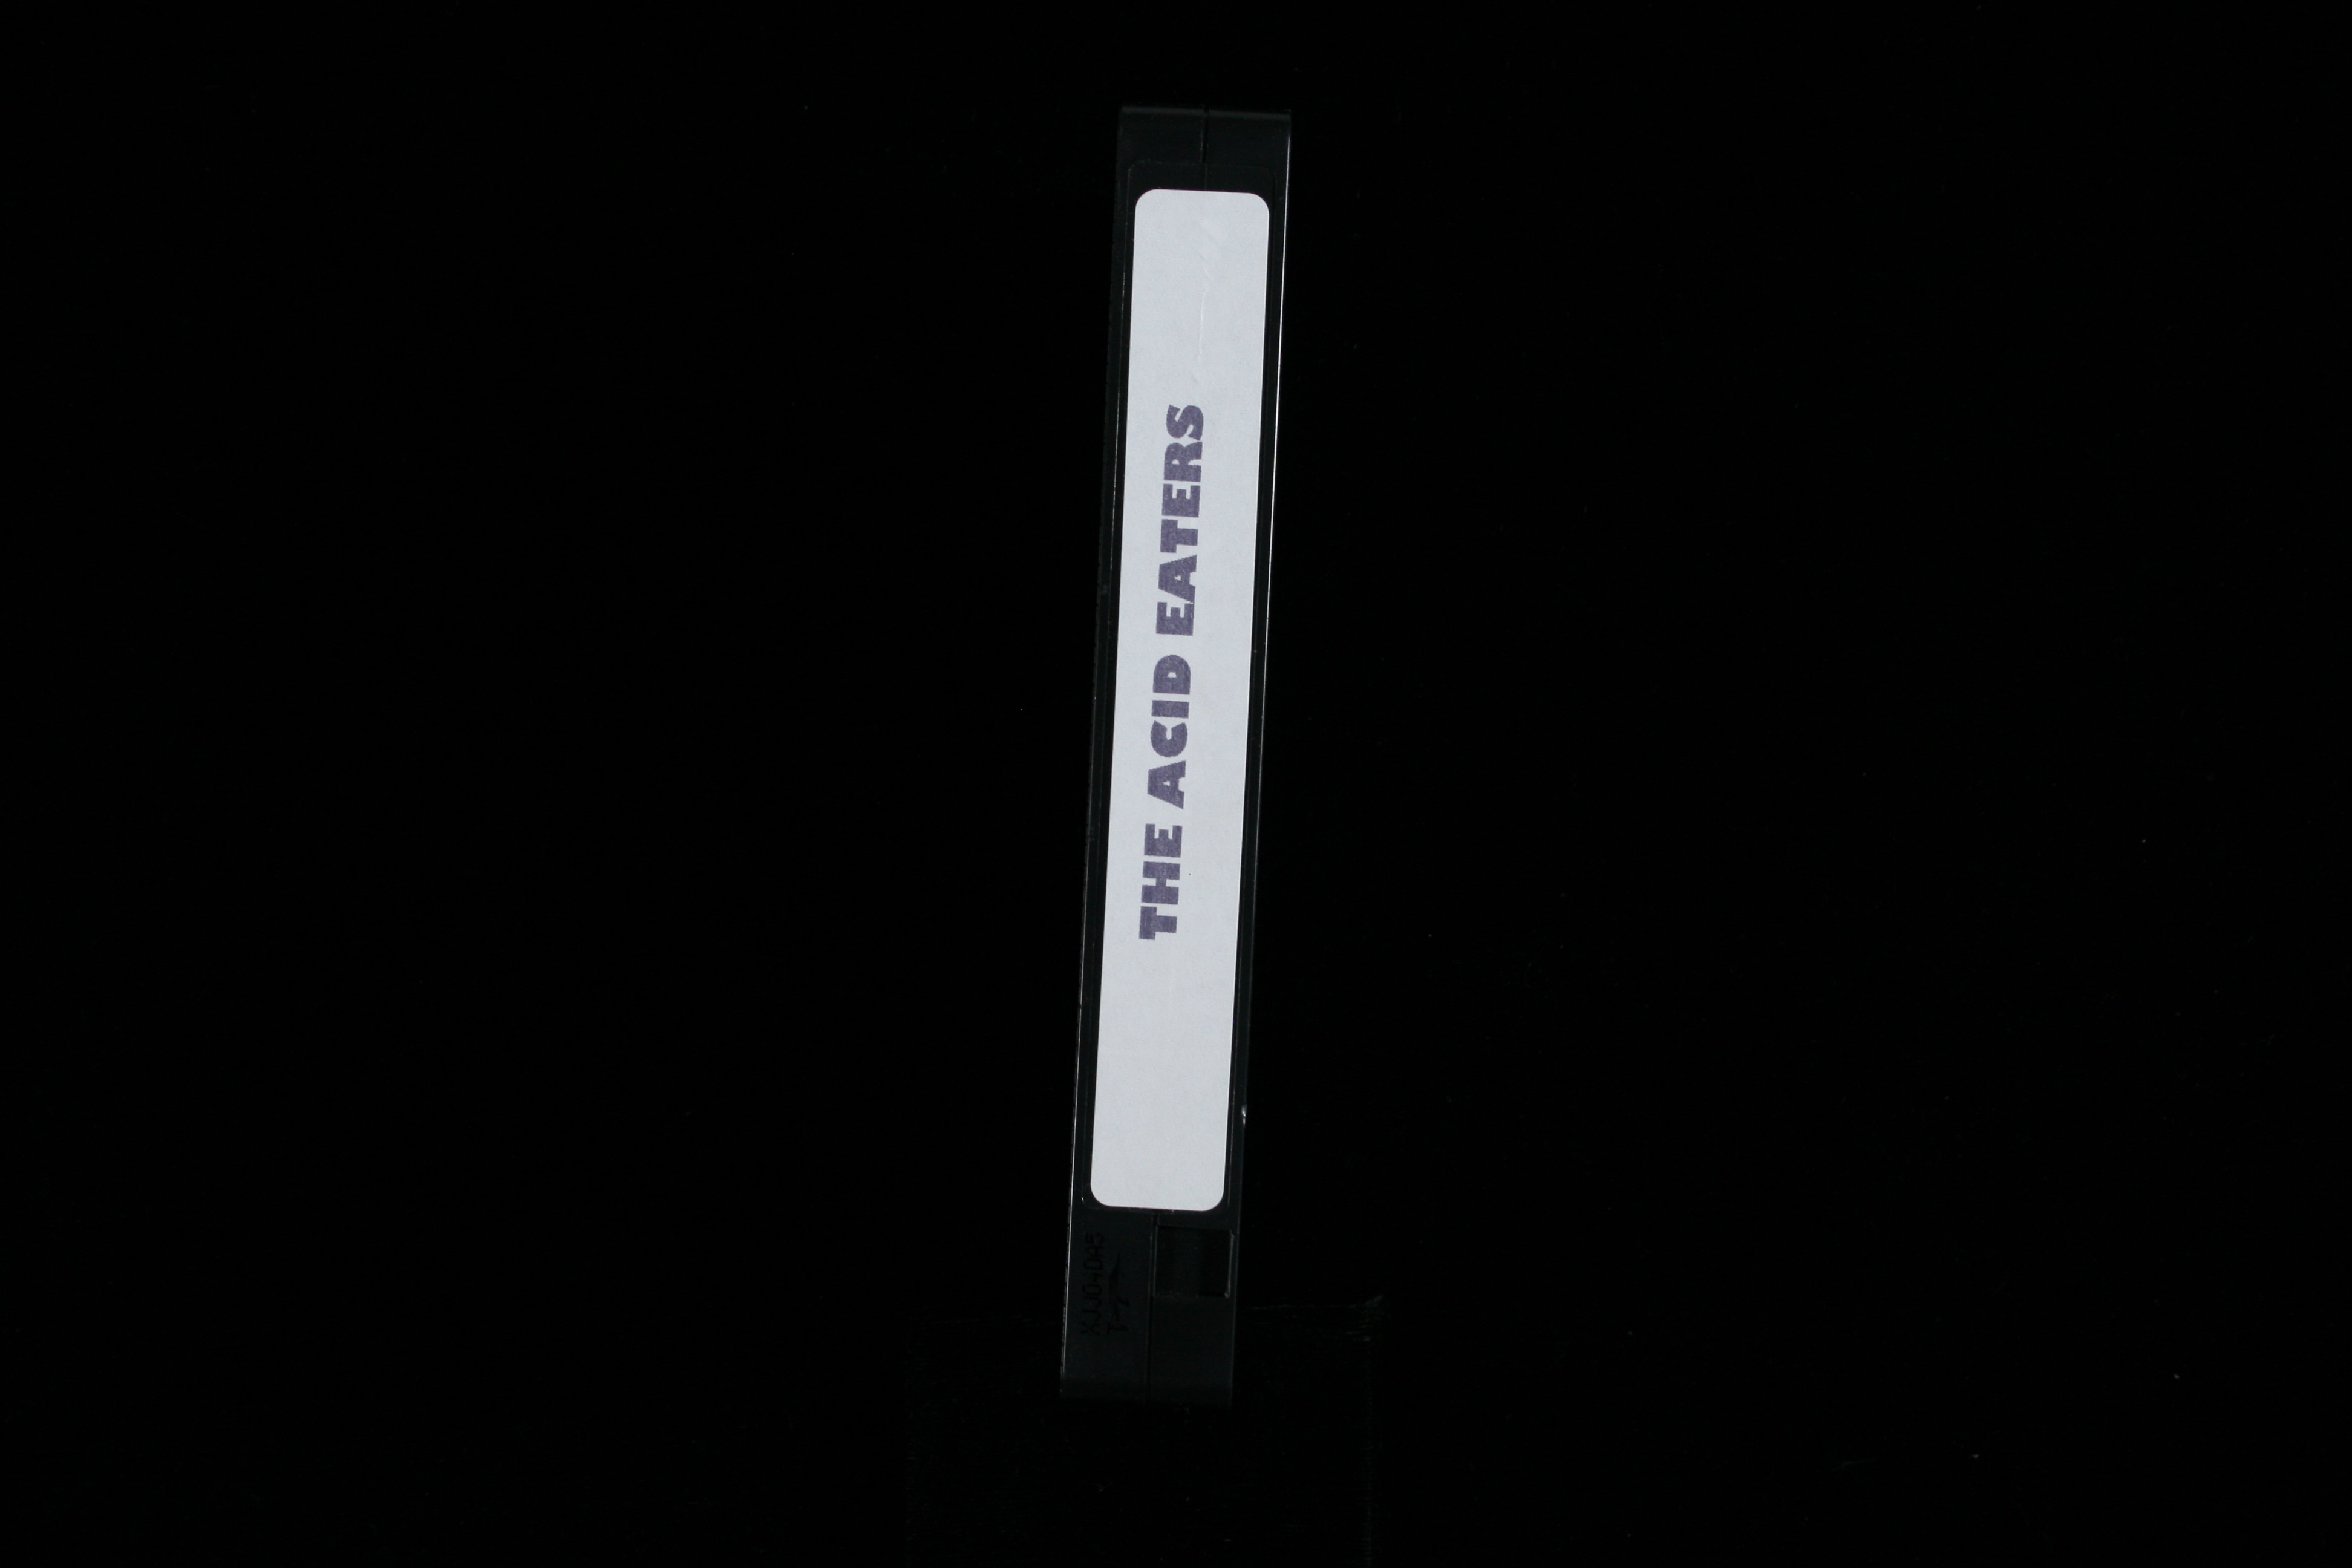 THE ACID EATERS